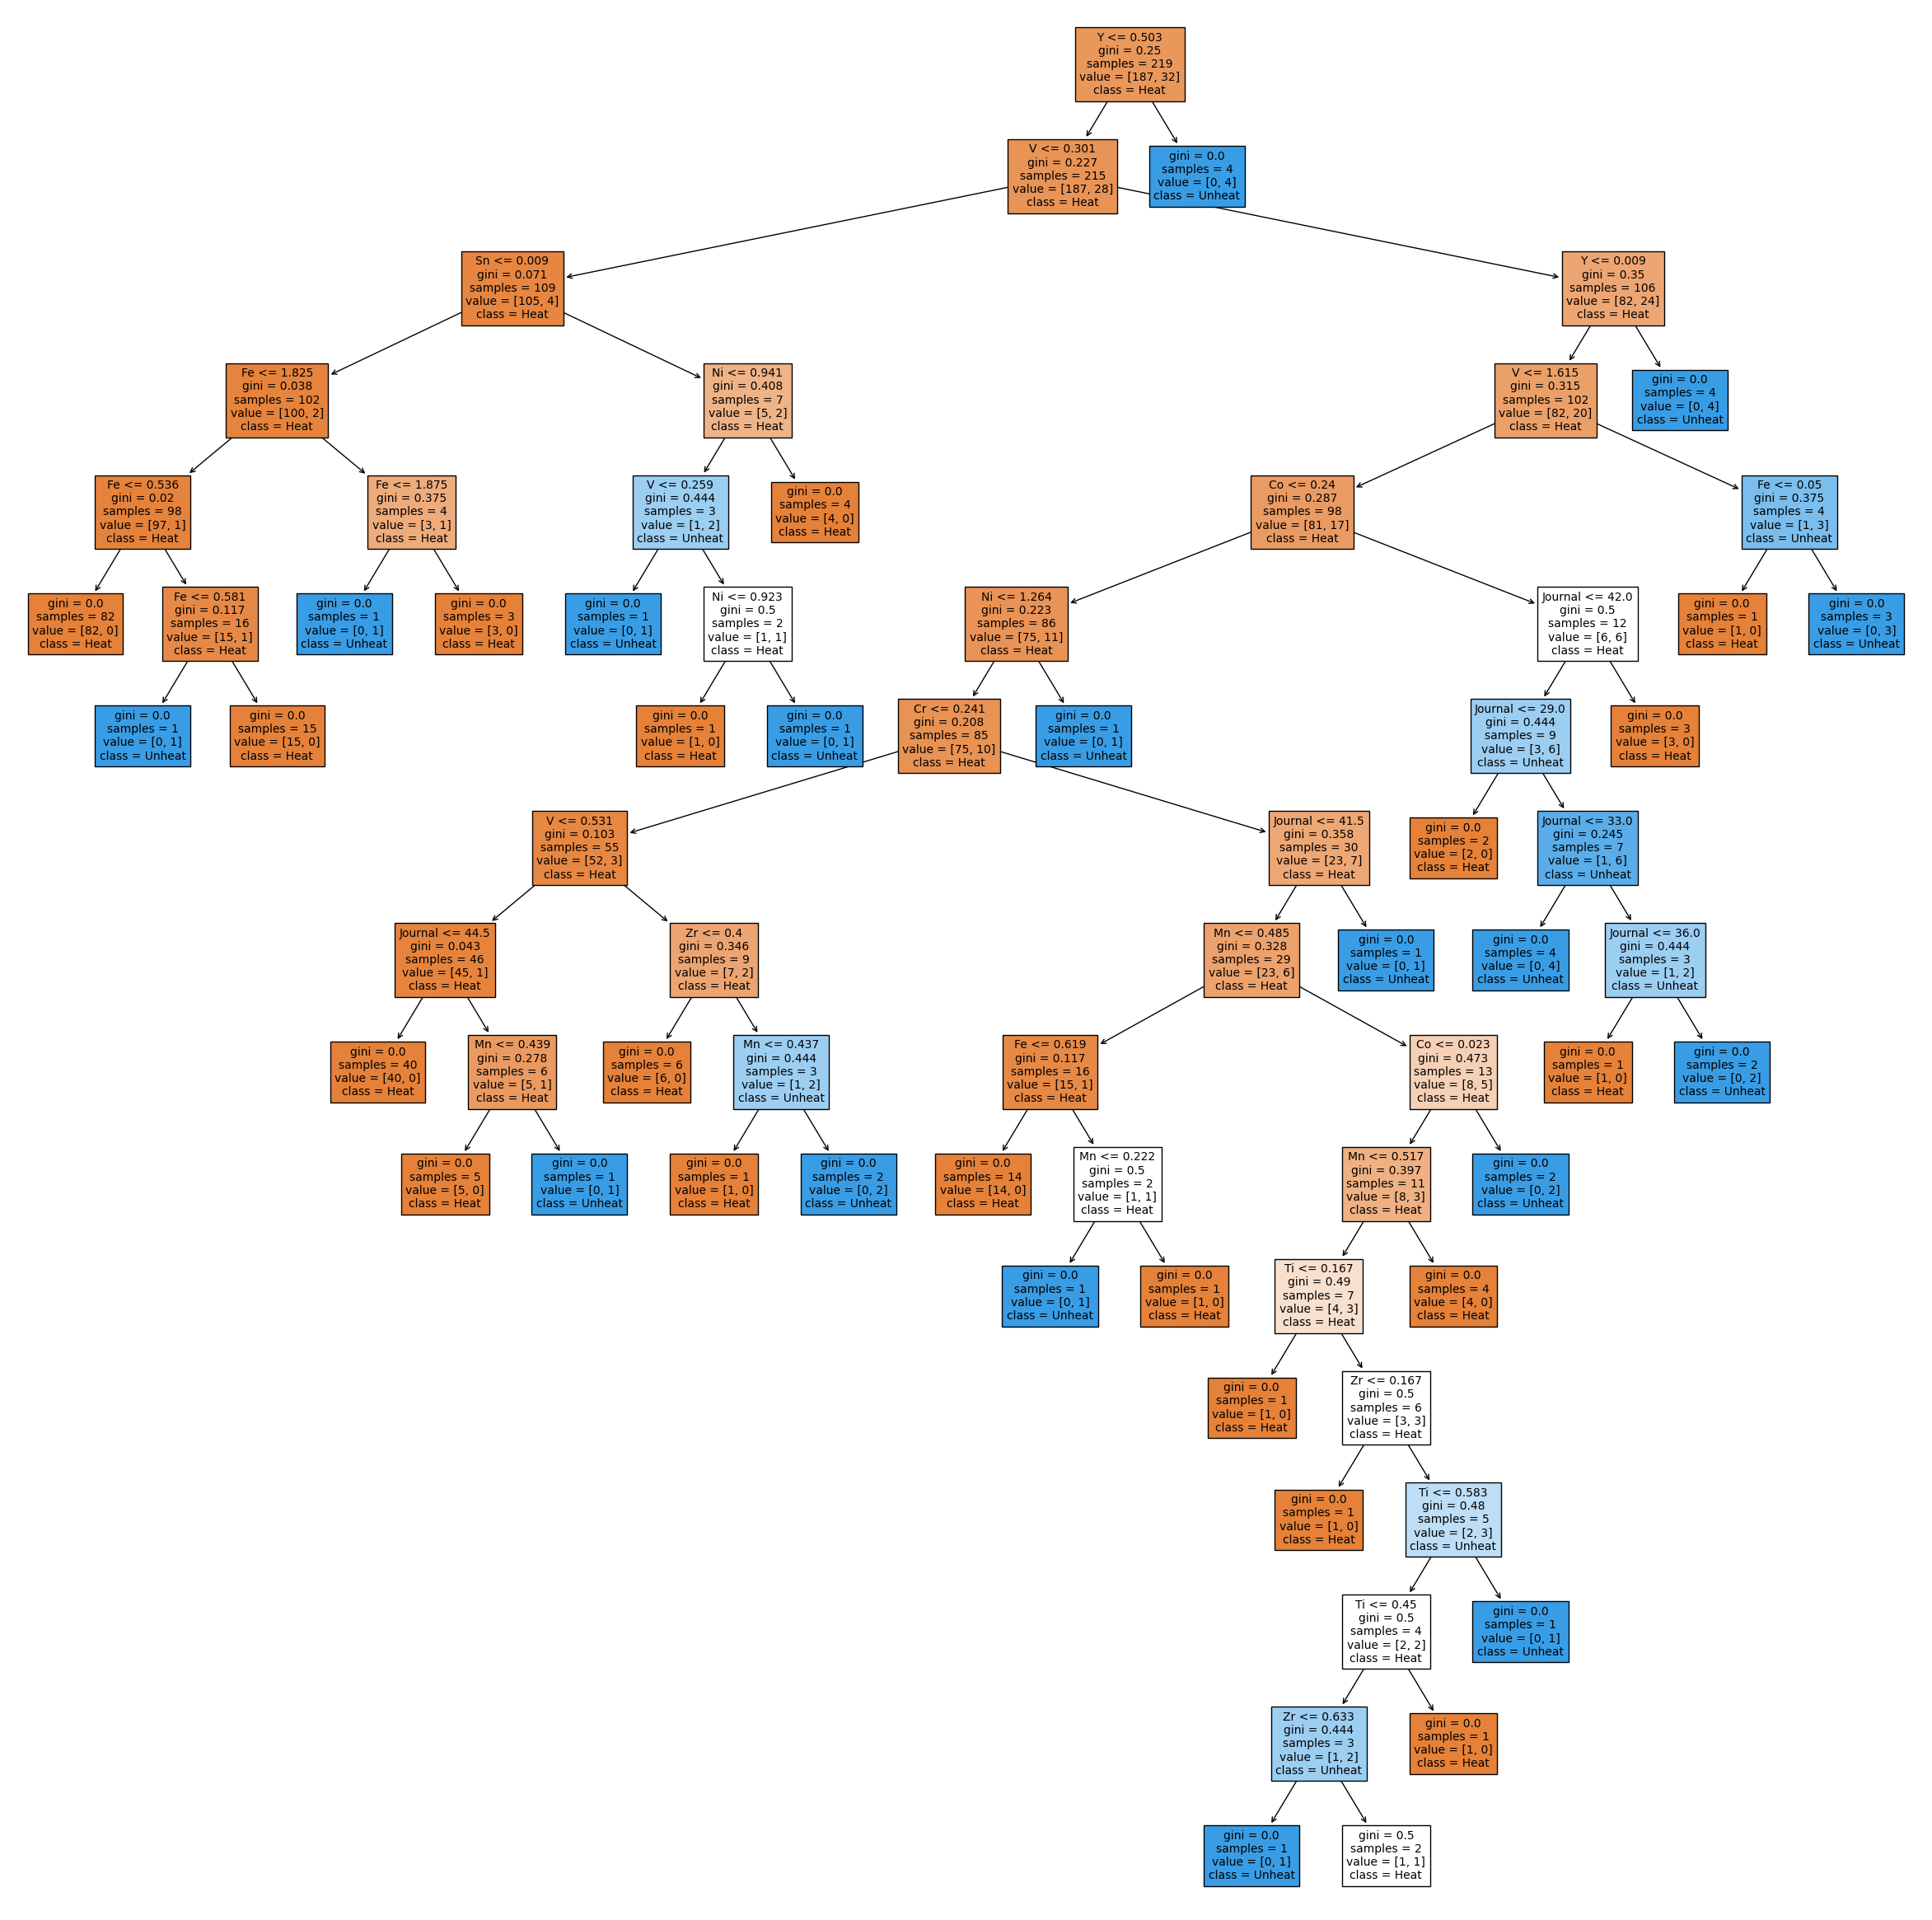 Y <= 0.503
gini = 0.25
samples = 219
value = [187, 32]
class = Heat
V <= 0.301
gini = 0.227
samples = 215
value = [187, 28]
class = Heat
gini = 0.0
samples = 4
value = [0, 4]
class = Unheat
Sn <= 0.009
gini = 0.071
samples = 109
value = [105, 4]
class = Heat
Y <= 0.009
gini = 0.35
samples = 106
value = [82, 24]
class = Heat
Fe <= 1.825
gini = 0.038
samples = 102
value = [100, 2]
class = Heat
Ni <= 0.941
gini = 0.408
samples = 7
value = [5, 2]
class = Heat
V <= 1.615
gini = 0.315
samples = 102
value = [82, 20]
class = Heat
gini = 0.0
samples = 4
value = [0, 4]
class = Unheat
Fe <= 0.536
gini = 0.02
samples = 98
value = [97, 1]
class = Heat
Fe <= 1.875
gini = 0.375
samples = 4
value = [3, 1]
class = Heat
V <= 0.259
gini = 0.444
samples = 3
value = [1, 2]
class = Unheat
gini = 0.0
samples = 4
value = [4, 0]
class = Heat
Co <= 0.24
gini = 0.287
samples = 98
value = [81, 17]
class = Heat
Fe <= 0.05
gini = 0.375
samples = 4
value = [1, 3]
class = Unheat
gini = 0.0
samples = 82
value = [82, 0]
class = Heat
Fe <= 0.581
gini = 0.117
samples = 16
value = [15, 1]
class = Heat
gini = 0.0
samples = 1
value = [0, 1]
class = Unheat
gini = 0.0
samples = 3
value = [3, 0]
class = Heat
gini = 0.0
samples = 1
value = [0, 1]
class = Unheat
Ni <= 0.923
gini = 0.5
samples = 2
value = [1, 1]
class = Heat
Ni <= 1.264
gini = 0.223
samples = 86
value = [75, 11]
class = Heat
Journal <= 42.0
gini = 0.5
samples = 12
value = [6, 6]
class = Heat
gini = 0.0
samples = 1
value = [1, 0]
class = Heat
gini = 0.0
samples = 3
value = [0, 3]
class = Unheat
gini = 0.0
samples = 1
value = [0, 1]
class = Unheat
gini = 0.0
samples = 15
value = [15, 0]
class = Heat
gini = 0.0
samples = 1
value = [1, 0]
class = Heat
gini = 0.0
samples = 1
value = [0, 1]
class = Unheat
Cr <= 0.241
gini = 0.208
samples = 85
value = [75, 10]
class = Heat
gini = 0.0
samples = 1
value = [0, 1]
class = Unheat
Journal <= 29.0
gini = 0.444
samples = 9
value = [3, 6]
class = Unheat
gini = 0.0
samples = 3
value = [3, 0]
class = Heat
V <= 0.531
gini = 0.103
samples = 55
value = [52, 3]
class = Heat
Journal <= 41.5
gini = 0.358
samples = 30
value = [23, 7]
class = Heat
gini = 0.0
samples = 2
value = [2, 0]
class = Heat
Journal <= 33.0
gini = 0.245
samples = 7
value = [1, 6]
class = Unheat
Journal <= 44.5
gini = 0.043
samples = 46
value = [45, 1]
class = Heat
Zr <= 0.4
gini = 0.346
samples = 9
value = [7, 2]
class = Heat
Mn <= 0.485
gini = 0.328
samples = 29
value = [23, 6]
class = Heat
gini = 0.0
samples = 1
value = [0, 1]
class = Unheat
gini = 0.0
samples = 4
value = [0, 4]
class = Unheat
Journal <= 36.0
gini = 0.444
samples = 3
value = [1, 2]
class = Unheat
gini = 0.0
samples = 40
value = [40, 0]
class = Heat
Mn <= 0.439
gini = 0.278
samples = 6
value = [5, 1]
class = Heat
gini = 0.0
samples = 6
value = [6, 0]
class = Heat
Mn <= 0.437
gini = 0.444
samples = 3
value = [1, 2]
class = Unheat
Fe <= 0.619
gini = 0.117
samples = 16
value = [15, 1]
class = Heat
Co <= 0.023
gini = 0.473
samples = 13
value = [8, 5]
class = Heat
gini = 0.0
samples = 1
value = [1, 0]
class = Heat
gini = 0.0
samples = 2
value = [0, 2]
class = Unheat
gini = 0.0
samples = 5
value = [5, 0]
class = Heat
gini = 0.0
samples = 1
value = [0, 1]
class = Unheat
gini = 0.0
samples = 1
value = [1, 0]
class = Heat
gini = 0.0
samples = 2
value = [0, 2]
class = Unheat
gini = 0.0
samples = 14
value = [14, 0]
class = Heat
Mn <= 0.222
gini = 0.5
samples = 2
value = [1, 1]
class = Heat
Mn <= 0.517
gini = 0.397
samples = 11
value = [8, 3]
class = Heat
gini = 0.0
samples = 2
value = [0, 2]
class = Unheat
gini = 0.0
samples = 1
value = [0, 1]
class = Unheat
gini = 0.0
samples = 1
value = [1, 0]
class = Heat
Ti <= 0.167
gini = 0.49
samples = 7
value = [4, 3]
class = Heat
gini = 0.0
samples = 4
value = [4, 0]
class = Heat
gini = 0.0
samples = 1
value = [1, 0]
class = Heat
Zr <= 0.167
gini = 0.5
samples = 6
value = [3, 3]
class = Heat
gini = 0.0
samples = 1
value = [1, 0]
class = Heat
Ti <= 0.583
gini = 0.48
samples = 5
value = [2, 3]
class = Unheat
Ti <= 0.45
gini = 0.5
samples = 4
value = [2, 2]
class = Heat
gini = 0.0
samples = 1
value = [0, 1]
class = Unheat
Zr <= 0.633
gini = 0.444
samples = 3
value = [1, 2]
class = Unheat
gini = 0.0
samples = 1
value = [1, 0]
class = Heat
gini = 0.0
samples = 1
value = [0, 1]
class = Unheat
gini = 0.5
samples = 2
value = [1, 1]
class = Heat